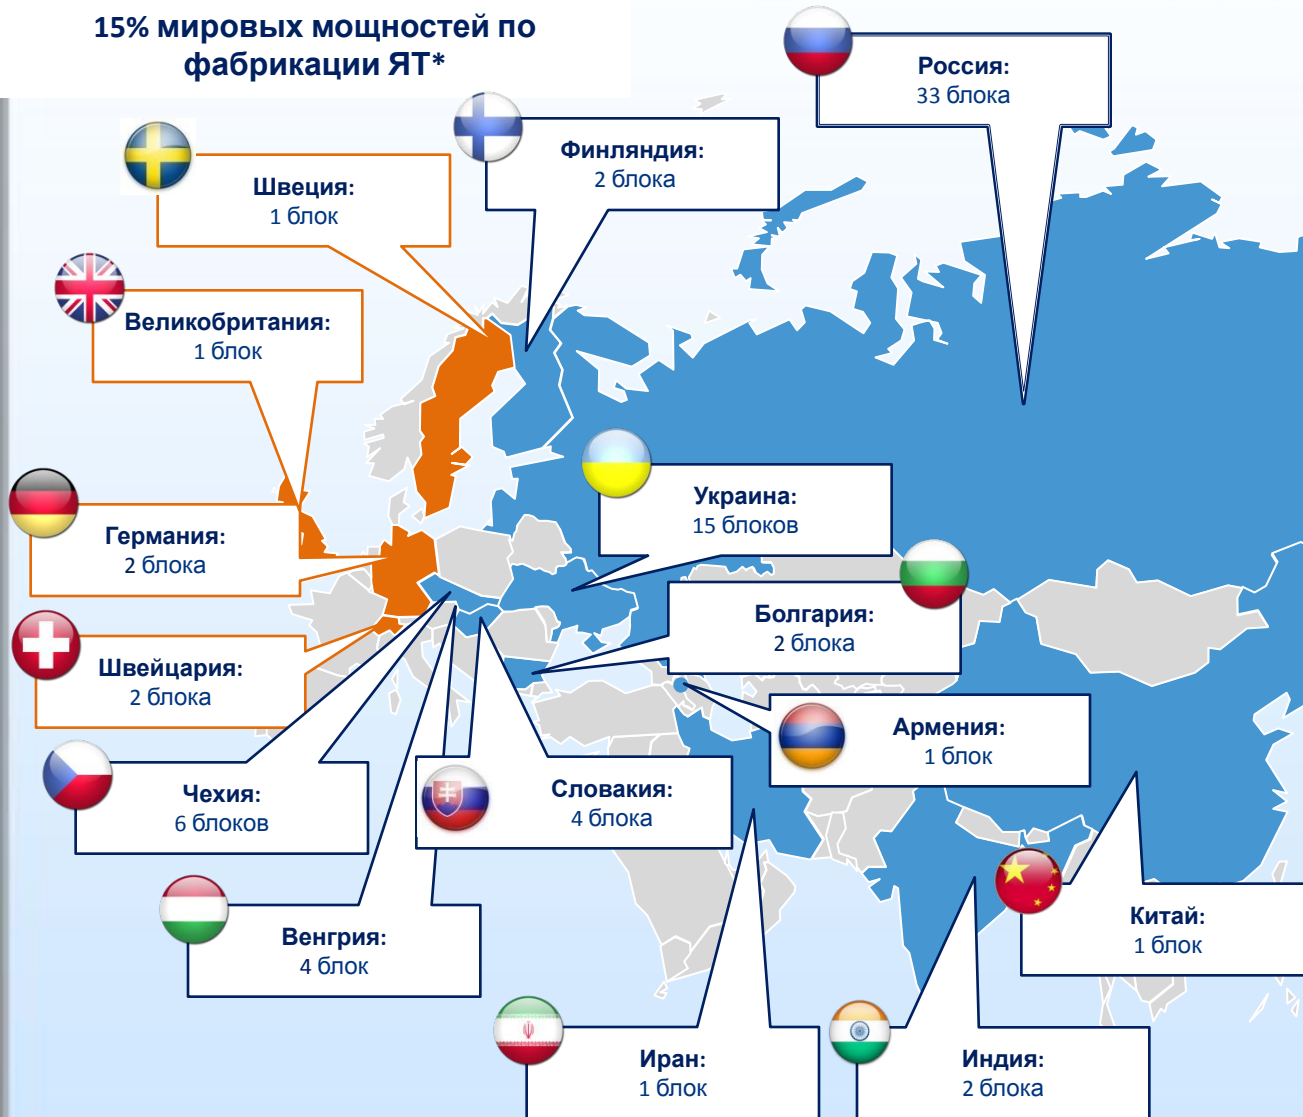 15% мировых мощностей по
фабрикации ЯТ*
Россия:
33 блока
Финляндия:
2 блока
Швеция:
1 блок
Великобритания:
1 блок
Украина:
15 блоков
Германия:
2 блока
Болгария:
2 блока
Швейцария:
2 блока
Армения:
1 блок
Чехия:
6 блоков
Словакия:
4 блока
Венгрия:
4 блок
Китай:
1 блок
Иран:
1 блок
Индия:
2 блока